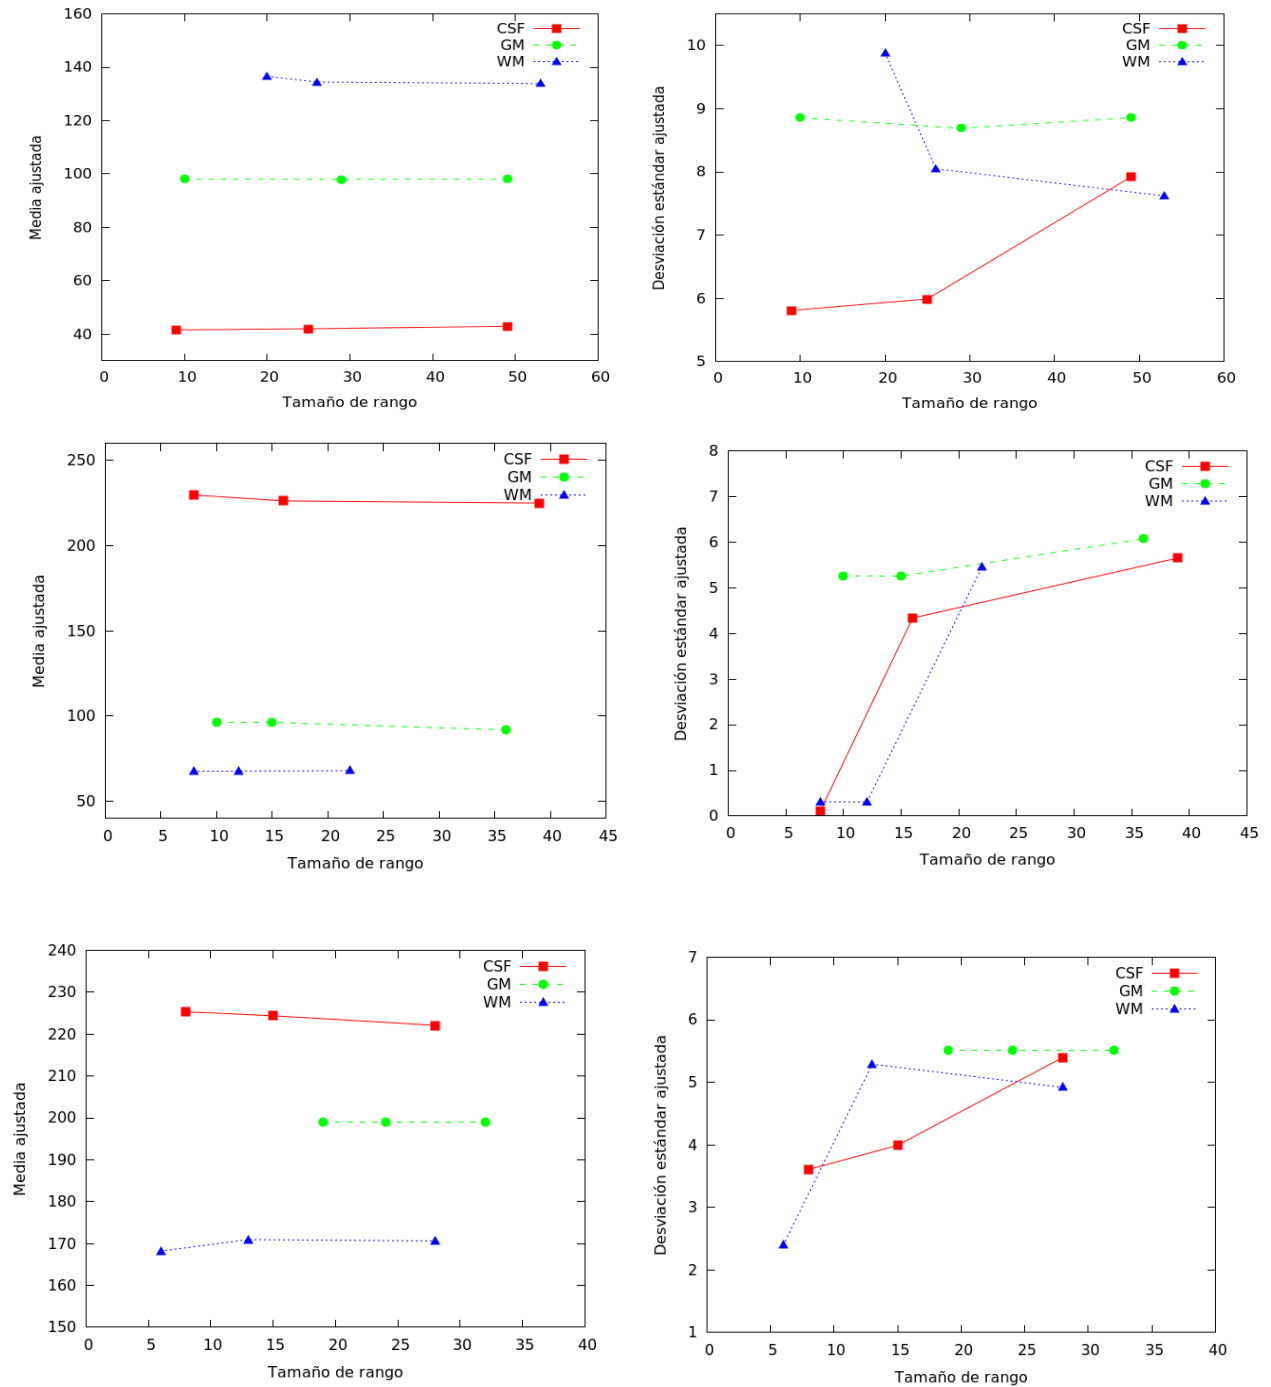 160
140
120
100
80
60
40
0 10 20 30 40 50 60
Media ajustada
Tamaño de rango
CSF
GM
WM
10
9
8
7
6
5
0 10 20 30 40 50 60
Desviación estándar ajustada
Tamaño de rango
CSF
GM
WM
250
200
150
100
50
0 5 10 15 20 25 30 35 40 45
Media ajustada
Tamaño de rango
CSF
GM
WM
8
7
6
5
4
3
2
1
0
0 5 10 15 20 25 30 35 40 45
Desviación estándar ajustada
Tamaño de rango
CSF
GM
WM
240
230
220
210
200
190
180
170
160
150
0 5 10 15 20 25 30 35 40
Media ajustada
Tamaño de rango
CSF
GM
WM
7
6
5
4
3
2
1
0 5 10 15 20 25 30 35 40
Desviación estándar ajustada
Tamaño de rango
CSF
GM
WM